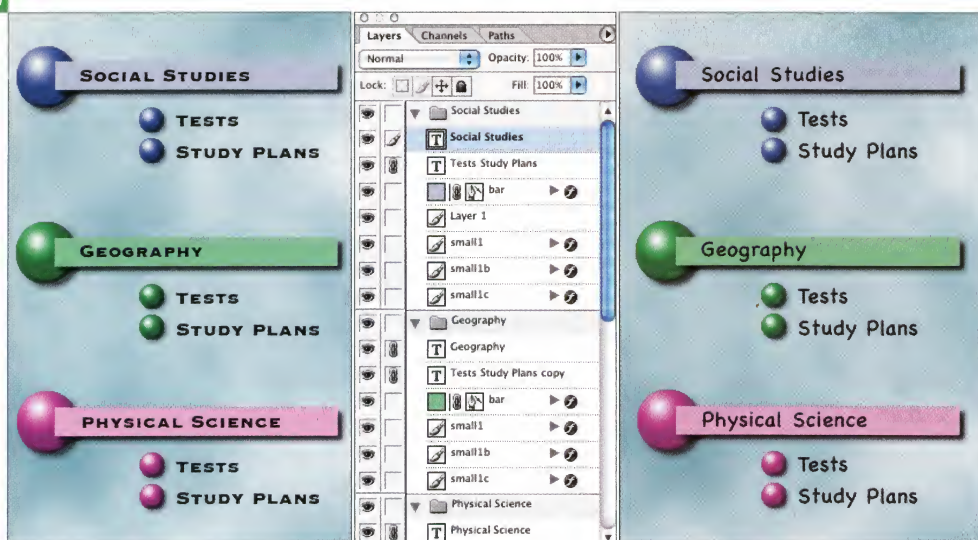 SOCIAL STUDIES
TESTS
STUDY PLANS
GEOGRAPHY
TESTS
STUDY PLANS
PHYSICAL SCIENCE
TESTS
STUDY PLANS
Layers Channels Paths
Normal Opacity: 100%
Lock: Fill: 100%
Social Studies
Social Studies
Tests Study Plans
bar
Layer 1
small1
small1b
small1c
Geography
Geography
Tests Study Plans copy
bar
small1
small1b
small1c
Physical Science
Physical Science
Social Studies
Tests
Study Plans
Geography
Tests
Study Plans
Physical Science
Tests
Study Plans